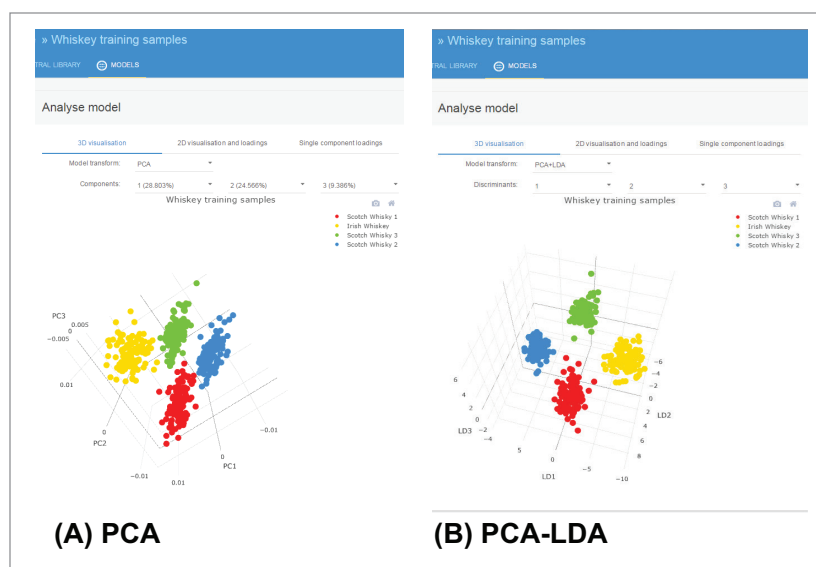 » Whiskey training samples
TRAL LIBRARY MODELS
Analyse model
3D visualisation 2D visualisation and loadings Single component loadings
Model transform: PCA
Components: 1 (28.803%) 2 (24.566%) 3 (9.386%)
Whiskey training samples
Scotch Whisky 1
Irish Whiskey
Scotch Whisky 3
Scotch Whisky 2
PC3
0.005
0
−0.005
0.01
0
PC2
−0.01
0.01
PC1
0
−0.01
(A) PCA
» Whiskey training samples
TRAL LIBRARY MODELS
Analyse model
3D visualisation 2D visualisation and loadings Single component loadings
Model transform: PCA+LDA
Discriminants: 1 2 3
Whiskey training samples
Scotch Whisky 1
Irish Whiskey
Scotch Whisky 3
Scotch Whisky 2
6
4
2
0
LD3 −2
−4
5
0
−5
−10
LD1
−6
−4
−2
0
2 LD2
4
6
8
(B) PCA-LDA